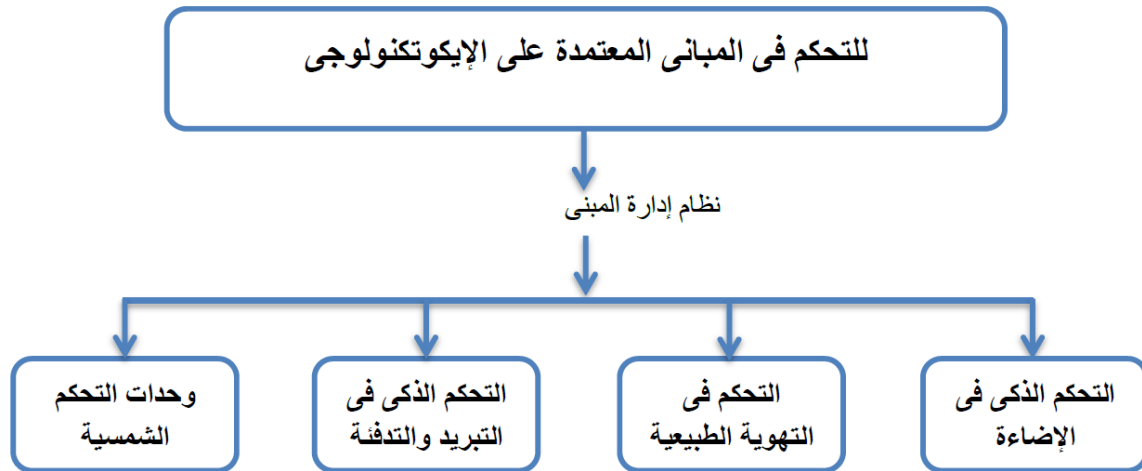 للتحكم فى المبانى المعتمدة على الإيكوتكنولوجى
نظام إدارة المبنى
التحكم الذكى فى
الإضاءة
التحكم فى
التهوية الطبيعية
التحكم الذكى فى
التبريد والتدفئة
وحدات التحكم
الشمسية